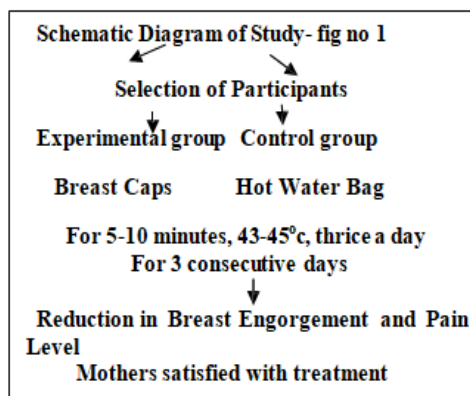 Schematic Diagram of Study- fig no 1
Selection of Participants
Experimental group Control group
Breast Caps Hot Water Bag
For 5-10 minutes, 43-45⁰c, thrice a day
For 3 consecutive days
Reduction in Breast Engorgement and Pain
Level
Mothers satisfied with treatment